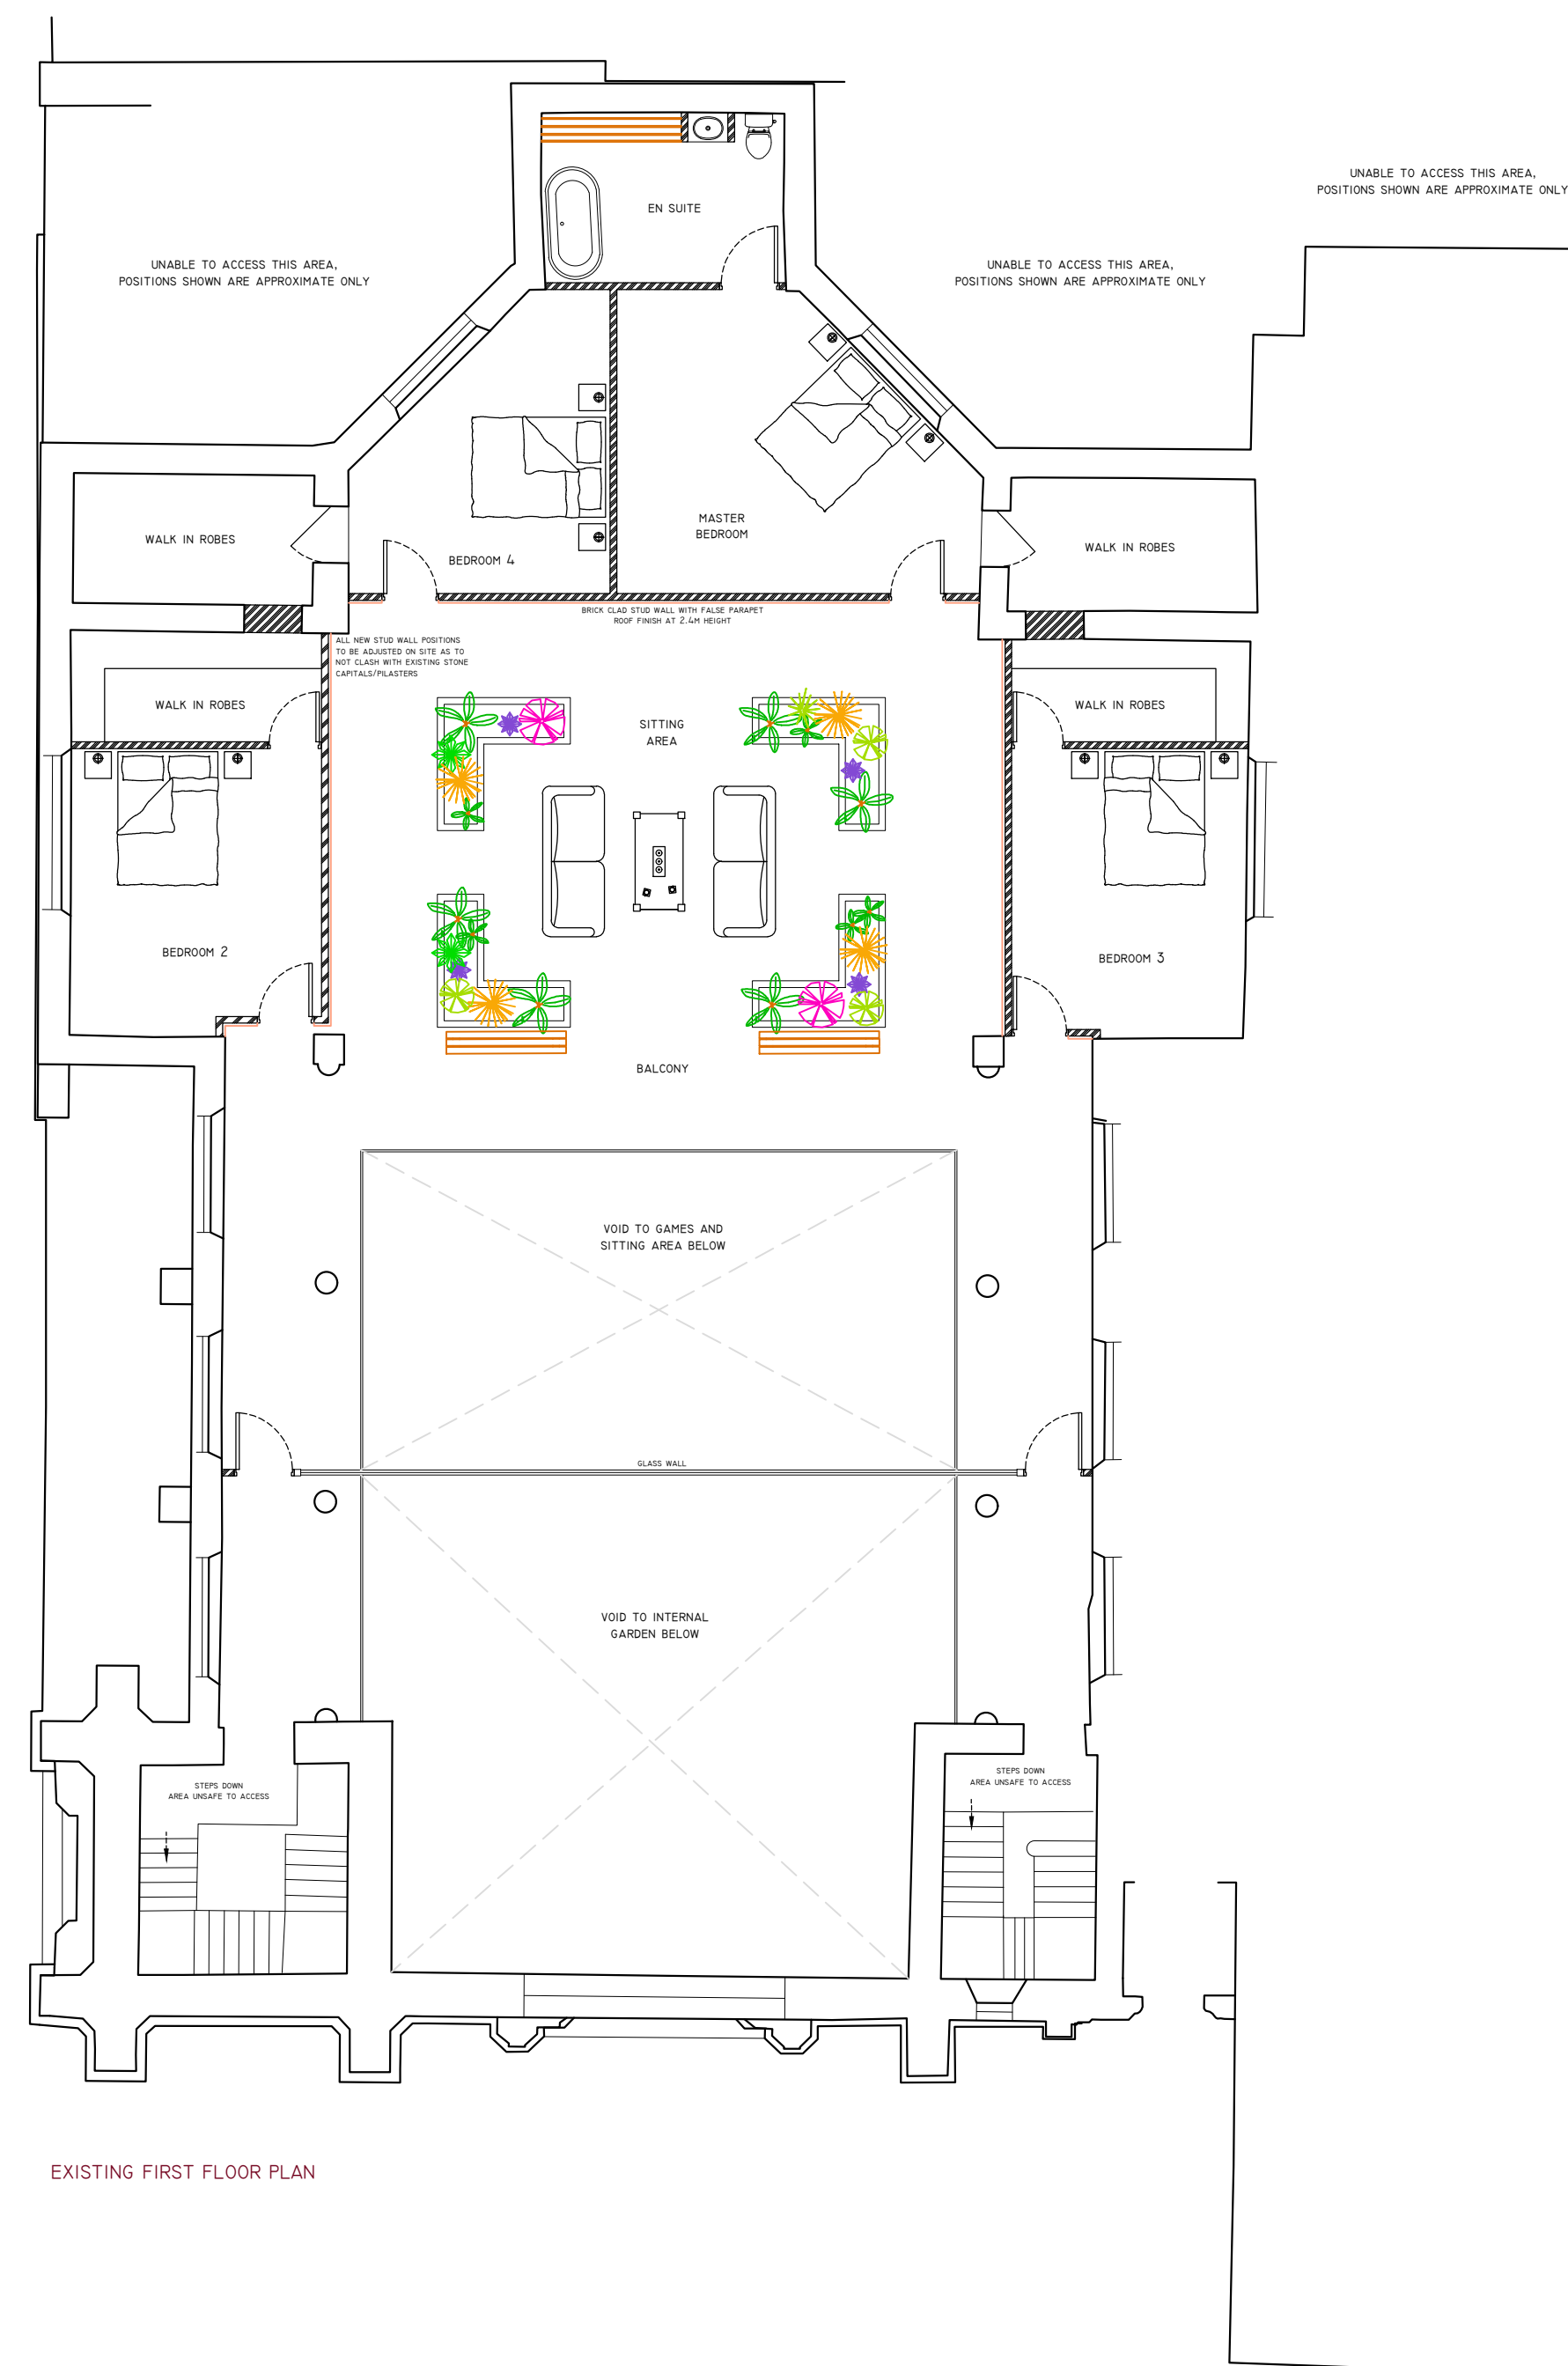 UNABLE TO ACCESS THIS AREA,
POSITIONS SHOWN ARE APPROXIMATE ONLY
EN SUITE
UNABLE TO ACCESS THIS AREA,
POSITIONS SHOWN ARE APPROXIMATE ONLY
UNABLE TO ACCESS THIS AREA,
POSITIONS SHOWN ARE APPROXIMATE ONLY
MASTER
BEDROOM
WALK IN ROBES
WALK IN ROBES
BEDROOM 4
BRICK CLAD STUD WALL WITH FALSE PARAPET
ROOF FINISH AT 2.4M HEIGHT
ALL NEW STUD WALL POSITIONS
TO BE ADJUSTED ON SITE AS TO
NOT CLASH WITH EXISTING STONE
CAPITALS/PILASTERS
WALK IN ROBES
WALK IN ROBES
SITTING
AREA
BEDROOM 2
BEDROOM 3
BALCONY
VOID TO GAMES AND
SITTING AREA BELOW
GLASS WALL
VOID TO INTERNAL
GARDEN BELOW
STEPS DOWN
AREA UNSAFE TO ACCESS
STEPS DOWN
AREA UNSAFE TO ACCESS
EXISTING FIRST FLOOR PLAN